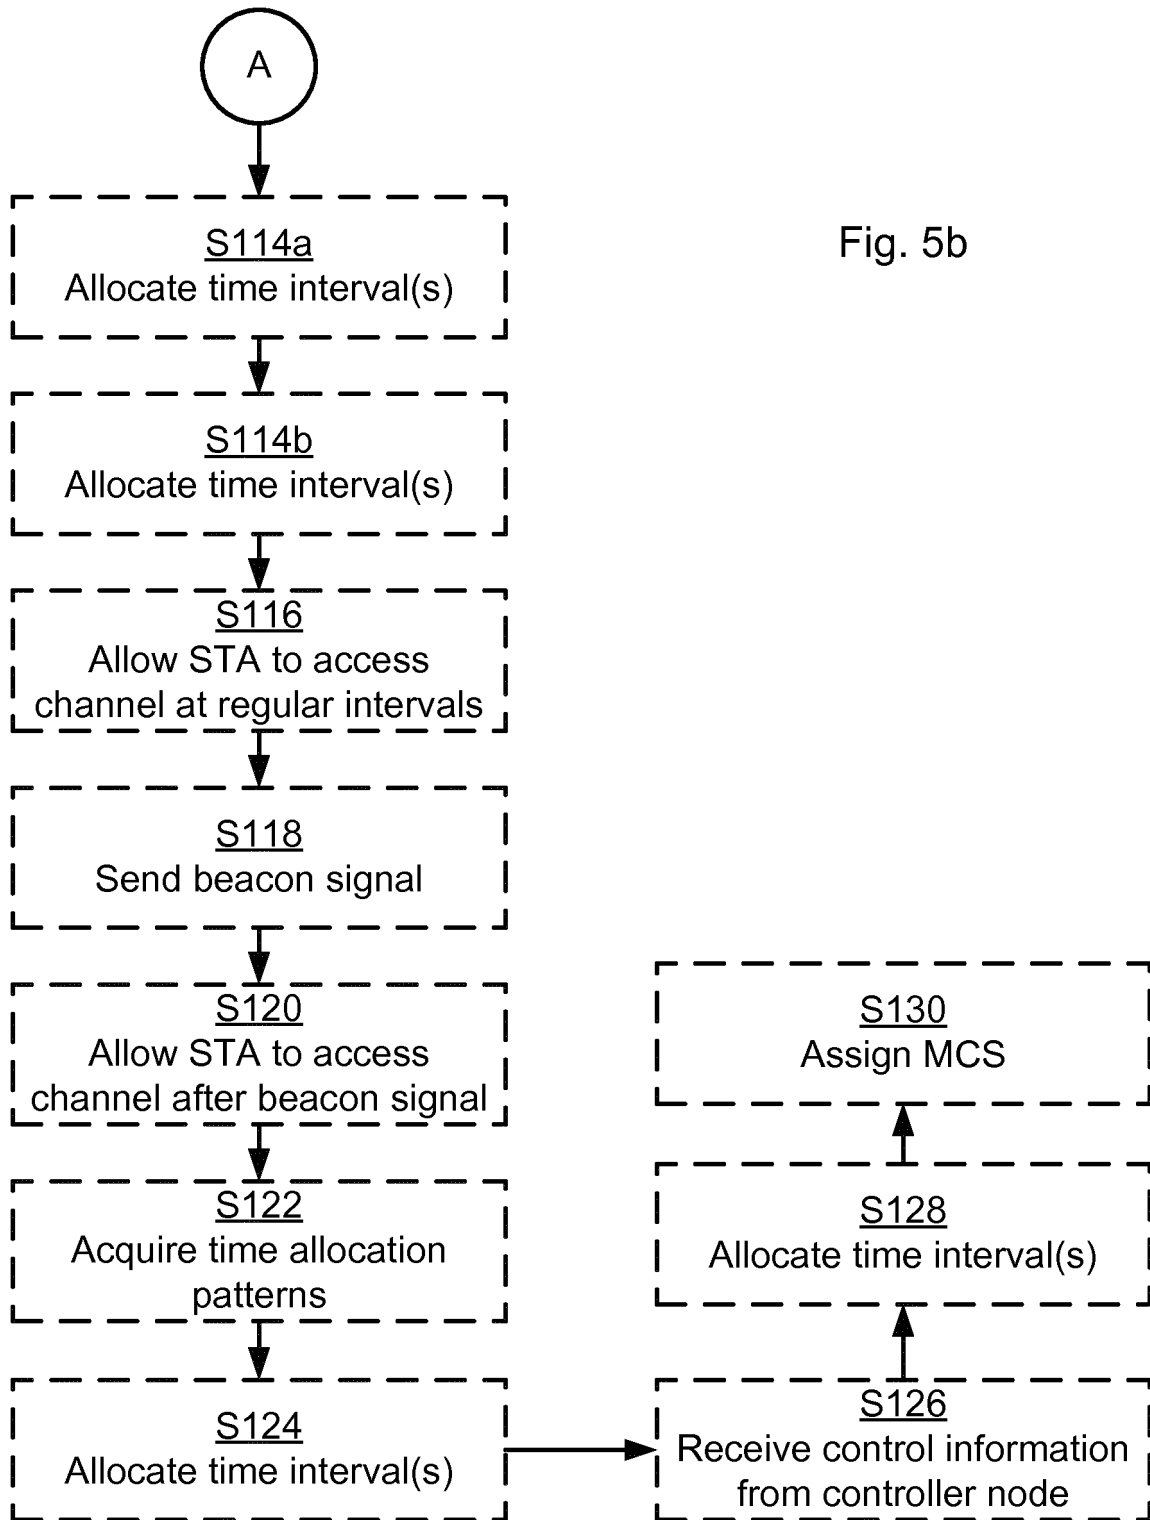 A
Fig. 5b
S114a
Allocate time interval(s)
S114b
Allocate time interval(s)
S116
Allow STA to access
channel at regular intervals
S118
Send beacon signal
S120
Allow STA to access
channel after beacon signal
S122
Acquire time allocation
patterns
S124
Allocate time interval(s)
S126
Receive control information
from controller node
S128
Allocate time interval(s)
S130
Assign MCS